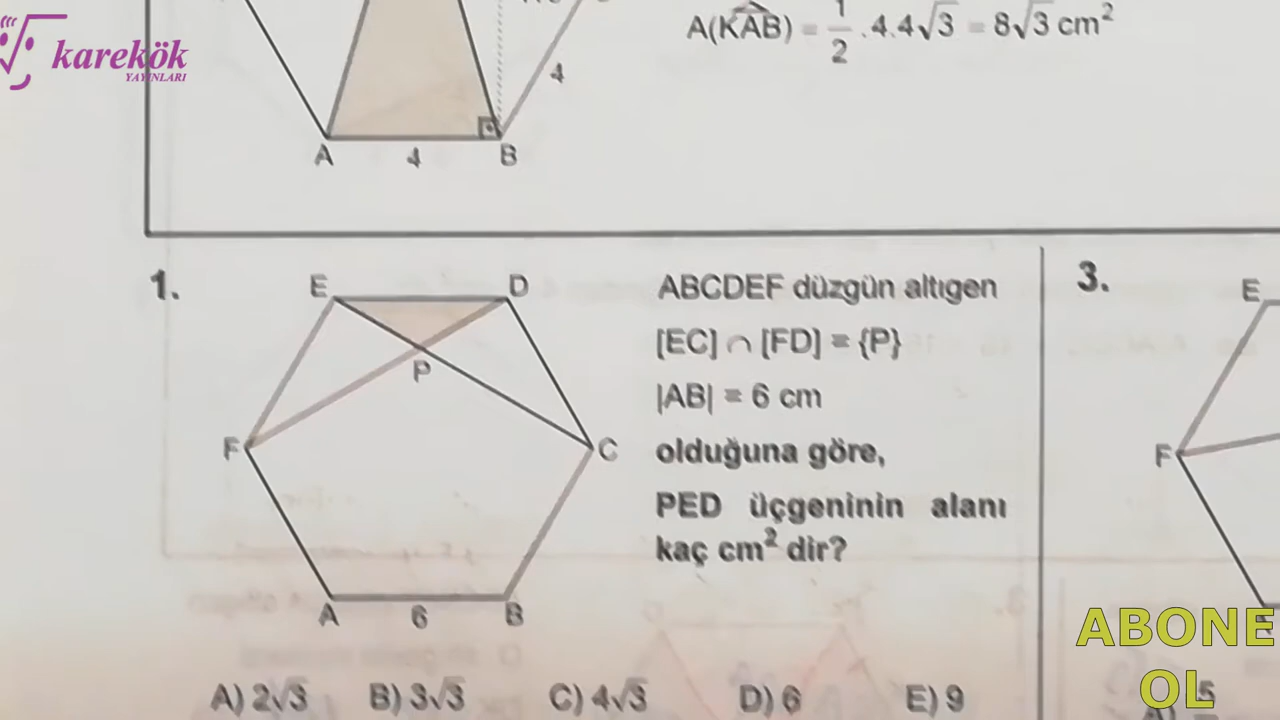 karekök
YAYINLARI
A(KAB) = 1/2 .4.4√3 = 8√3 cm²
4
A 4 B
1.
E D
P
F C
A 6 B
ABCDEF düzgün altıgen
[EC] ∩ [FD] = {P}
|AB| = 6 cm
olduğuna göre,
PED üçgeninin alanı
kaç cm² dir?
A) 2√3 B) 3√3 C) 4√3 D) 6 E) 9
3.
E
F
ABONE
OL